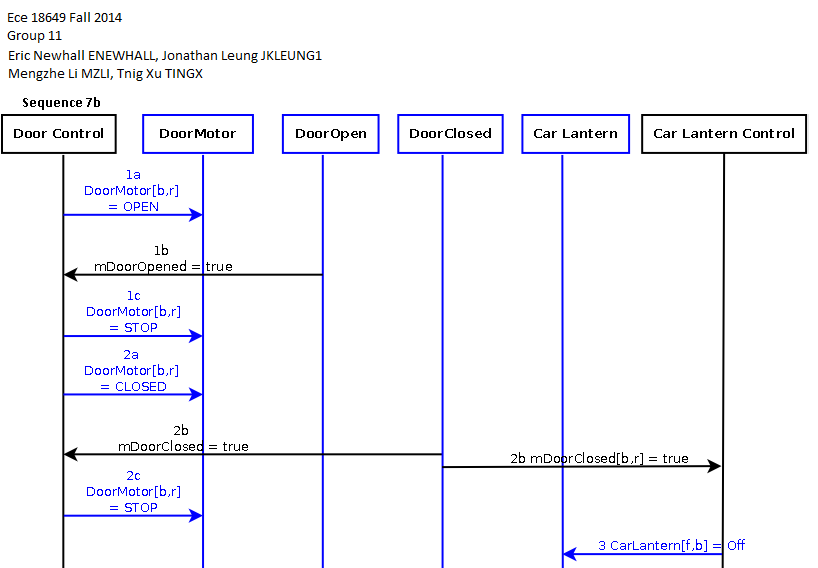 Ece 18649 Fall 2014
Group 11
Eric Newhall ENEWHALL, Jonathan Leung JKLEUNG1
Mengzhe Li MZLI, Tnig Xu TINGX
Sequence 7b
Door Control
DoorMotor
DoorOpen
DoorClosed
Car Lantern
Car Lantern Control
1a
DoorMotor[b,r]
= OPEN
1b
mDoorOpened = true
1c
DoorMotor[b,r]
= STOP
2a
DoorMotor[b,r]
= CLOSED
2b
mDoorClosed = true
2b mDoorClosed[b,r] = true
2c
DoorMotor[b,r]
= STOP
3 CarLantern[f,b] = Off